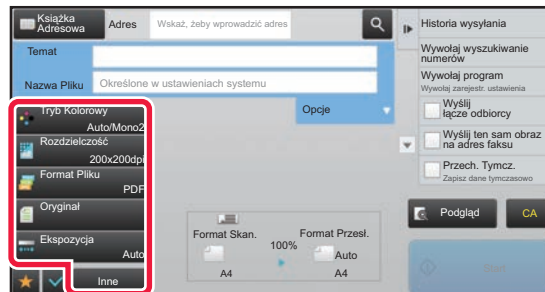 Książka
Adresowa
Adres
Wskaż, żeby wprowadzić adres
Temat
Nazwa Pliku
Określone w ustawieniach systemu
Opcje
Tryb Kolorowy
Auto/Mono2
Rozdzielczość
200x200dpi
Format Pliku
PDF
Oryginał
Ekspozycja
Auto
Inne
Format Skan.
A4
100%
Format Przesł.
Auto
A4
Historia wysyłania
Wywołaj wyszukiwanie
numerów
Wywołaj program
Wywołaj zarejestr. ustawienia
Wyślij
łącze odbiorcy
Wyślij ten sam obraz
na adres faksu
Przech. Tymcz.
Zapisz dane tymczasowo
Podgląd
CA
Start